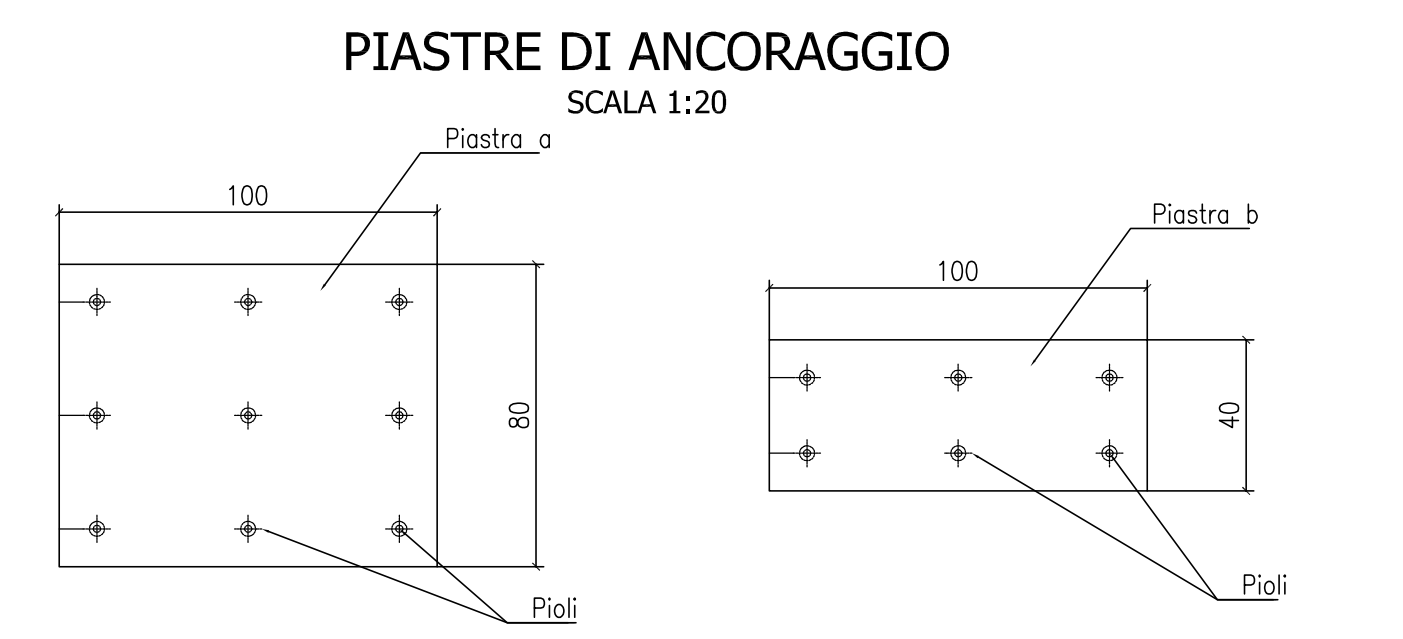 PIASTRE DI ANCORAGGIO
SCALA 1:20
Piastra a
100
80
Pioli
Piastra b
100
40
Pioli